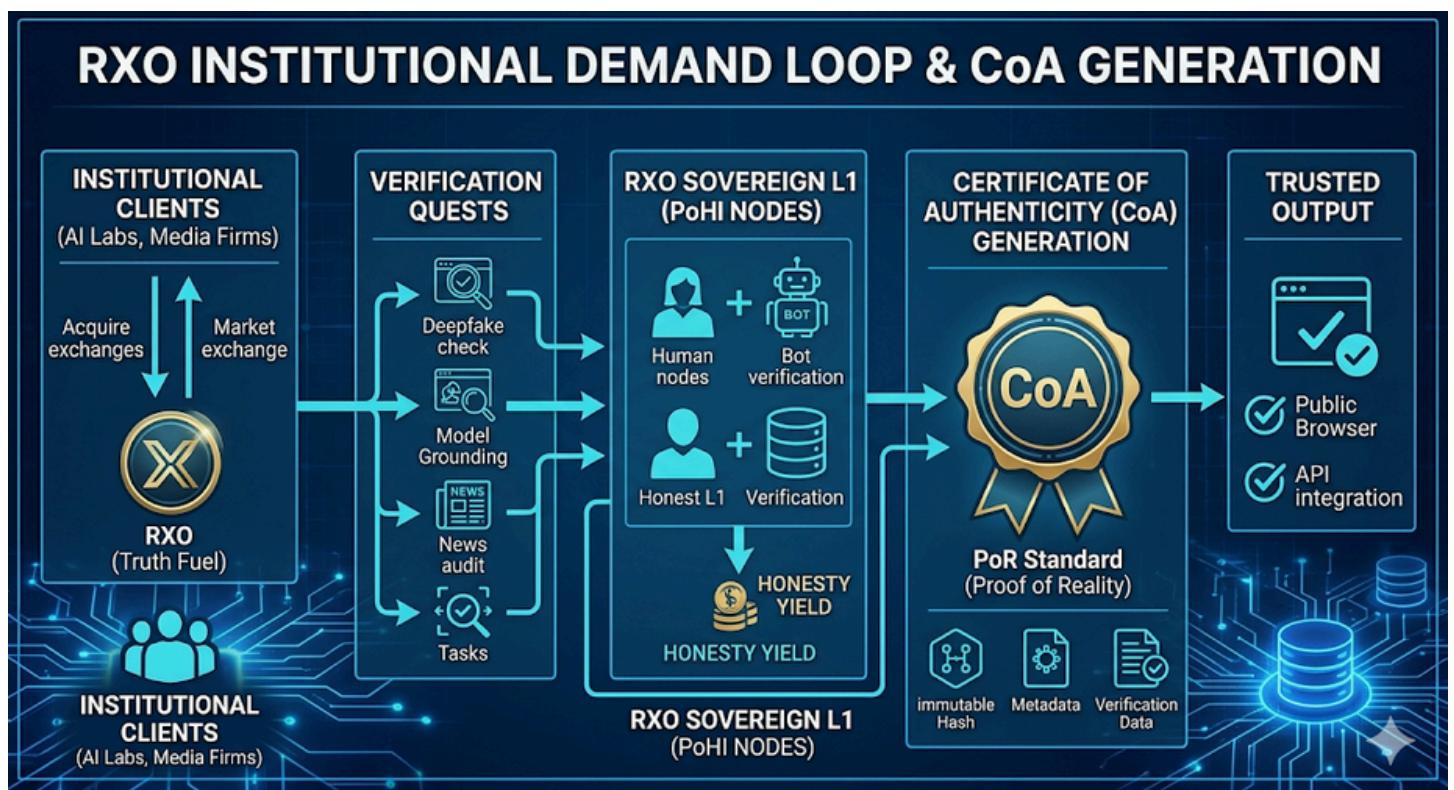 RXO INSTITUTIONAL DEMAND LOOP & CoA GENERATION
INSTITUTIONAL
CLIENTS
(AI Labs, Media Firms)
Acquire
exchanges
Market
exchange
RXO
(Truth Fuel)
INSTITUTIONAL
CLIENTS
(AI Labs, Media Firms)
VERIFICATION
QUESTS
Deepfake
check
Model
Grounding
NEWS
News
audit
Tasks
RXO SOVEREIGN L1
(PoHI NODES)
BOT
Human
nodes
Bot
verification
Honest L1
Verification
$
HONESTY
YIELD
HONESTY YIELD
RXO SOVEREIGN L1
(PoHI NODES)
CERTIFICATE OF
AUTHENTICITY (CoA)
GENERATION
CoA
PoR Standard
(Proof of Reality)
immutable
Hash
Metadata
Verification
Data
TRUSTED
OUTPUT
Public
Browser
API
integration